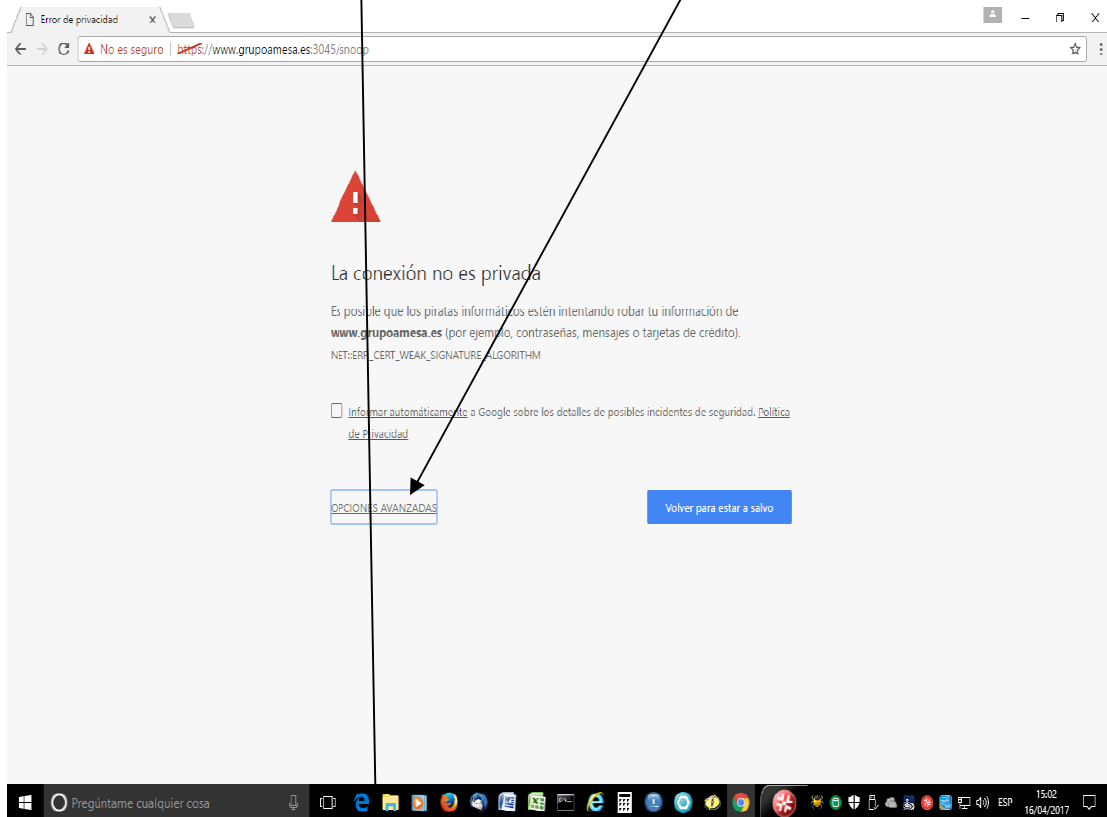 Error de privacidad
No es seguro | https://www.grupoamesa.es:3045/snoop
La conexión no es privada
Es posible que los piratas informáticos estén intentando robar tu información de
www.grupoamesa.es (por ejemplo, contraseñas, mensajes o tarjetas de crédito).
NET::ERR_CERT_WEAK_SIGNATURE_ALGORITHM
Informar automáticamente a Google sobre los detalles de posibles incidentes de seguridad. Política
de Privacidad
OPCIONES AVANZADAS
Volver para estar a salvo
Pregúntame cualquier cosa
ESP
15:02
16/04/2017